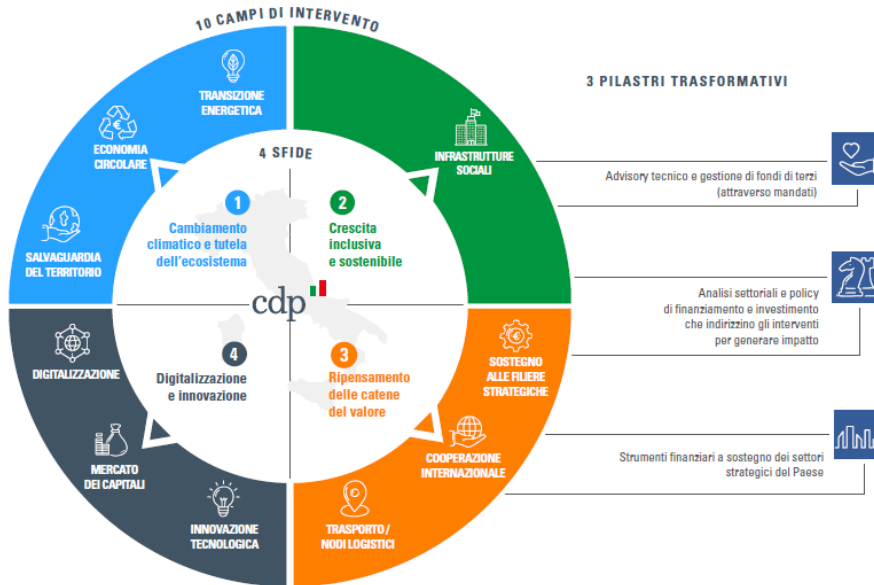 10 CAMPI DI INTERVENTO
TRANSIZIONE
ENERGETICA
ECONOMIA
CIRCOLARE
SALVAGUARDIA
DEL TERRITORIO
INFRASTRUTTURE
SOCIALI
4 SFIDE
1
Cambiamento
climatico e tutela
dell'ecosistema
2
Crescita
inclusiva
e sostenibile
cdp
4
Digitalizzazione
e innovazione
3
Ripensamento
delle catene
del valore
DIGITALIZZAZIONE
MERCATO
DEI CAPITALI
INNOVAZIONE
TECNOLOGICA
SOSTEGNO
ALLE FILIERE
STRATEGICHE
COOPERAZIONE
INTERNAZIONALE
TRASPORTO /
NODI LOGISTICI
3 PILASTRI TRASFORMATIVI
Advisory tecnico e gestione di fondi di terzi
(attraverso mandati)
Analisi settoriali e policy
di finanziamento e investimento
che indirizzino gli interventi
per generare impatto
Strumenti finanziari a sostegno dei settori
strategici del Paese